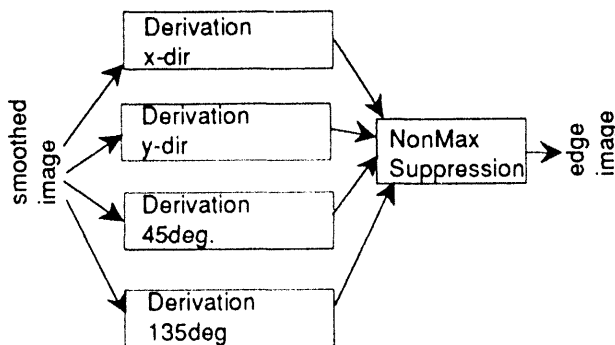 smoothed
image
Derivation
x-dir
Derivation
y-dir
Derivation
45deg.
Derivation
135deg
NonMax
Suppression
edge
image